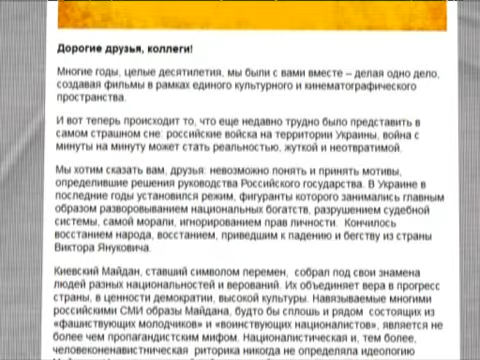 Дорогие друзья, коллеги!
Многие годы, целые десятилетия, мы были с вами вместе – делая одно дело,
создавая фильмы в рамках единого культурного и кинематографического
пространства.
И вот теперь происходит то, что еще недавно трудно было представить в
самом страшном сне: российские войска на территории Украины, война с
минуты на минуту может стать реальностью, жуткой и неотвратимой.
Мы хотим сказать вам, друзья: невозможно понять и принять мотивы,
определившие решения руководства Российского государства. В Украине в
последние годы установился режим, фигуранты которого занимались главным
образом разворовыванием национальных богатств, разрушением судебной
системы, самой морали, игнорированием прав личности. Кончилось
восстанием народа, восстанием, приведшим к падению и бегству из страны
Виктора Януковича.
Киевский Майдан, ставший символом перемен, собрал под свои знамена
людей разных национальностей и верований. Их объединяет вера в прогресс
страны, в ценности демократии, высокой культуры. Навязываемые многими
российскими СМИ образы Майдана, будто бы сплошь и рядом состоящих из
«фашиствующих молодчиков» и «воинствующих националистов», является не
более чем пропагандистским мифом. Националистическая и, тем более,
человеконенавистническая риторика никогда не определяла идеологию